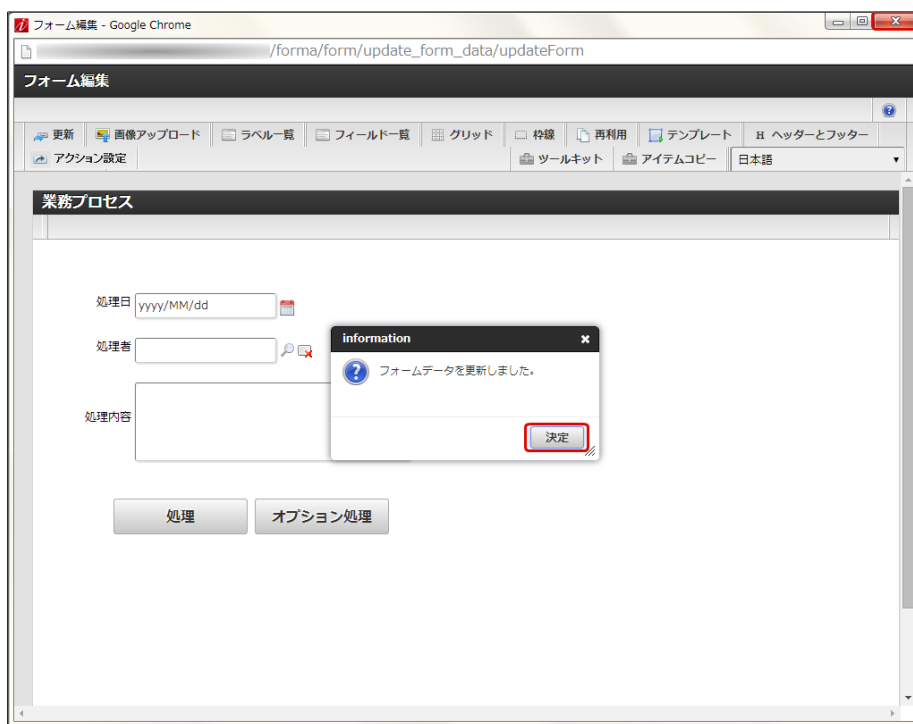 フォーム編集 - Google Chrome
/forma/form/update_form_data/updateForm
フォーム編集
更新 画像アップロード ラベル一覧 フィールド一覧 グリッド 枠線 再利用 テンプレート H ヘッダーとフッター
アクション設定 ツールキット アイテムコピー 日本語
業務プロセス
処理日 yyyy/MM/dd
処理者
処理内容
information
フォームデータを更新しました。
決定
処理 オプション処理